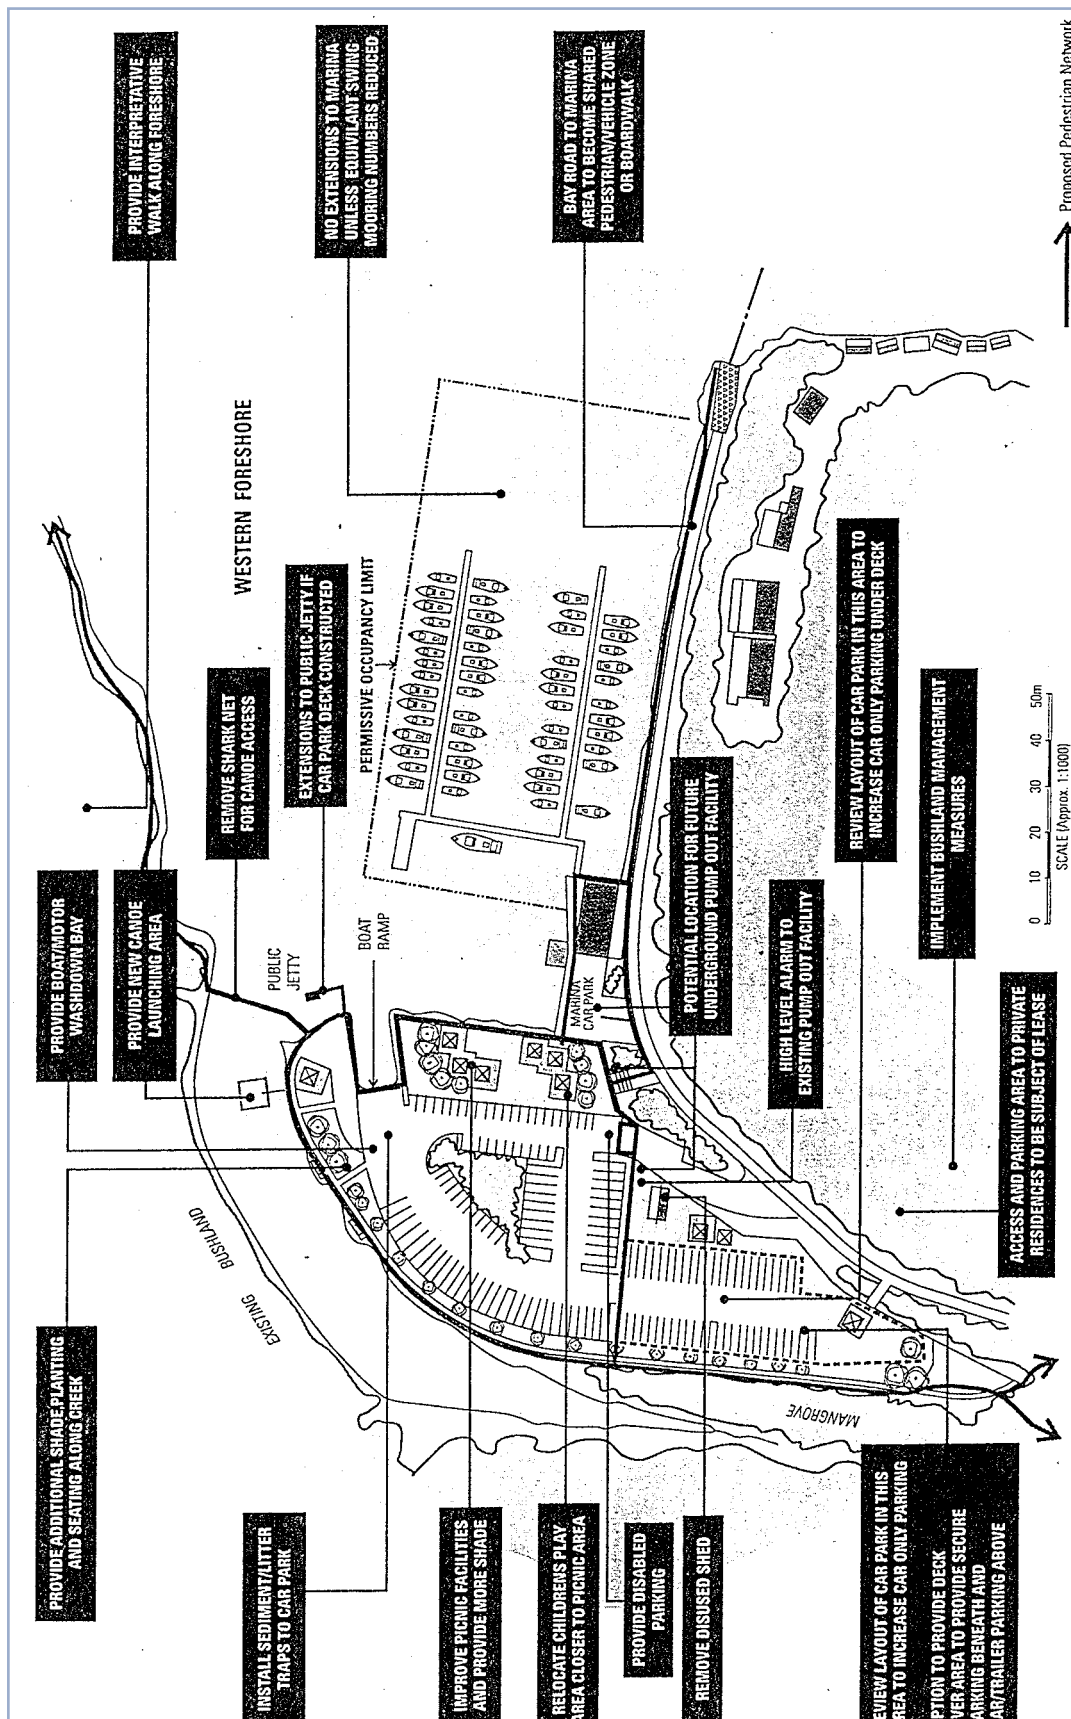 PROVIDE INTERPRETATIVE
WALK ALONG FORESHORE
NO EXTENSIONS TO MARINA
UNLESS EQUIVILANT SWING
MOORING NUMBERS REDUCED
BAY ROAD TO MARINA
AREA TO BECOME SHARED
PEDESTRIAN/VEHICLE ZONE
OR BOARDWALK
Proposed Pedestrian Network
WESTERN FORESHORE
REMOVE SHARK NET
FOR CANOE ACCESS
EXTENSIONS TO PUBLIC JETTY IF
CAR PARK DECK CONSTRUCTED
PERMISSIVE OCCUPANCY LIMIT
REVIEW LAYOUT OF CAR PARK IN THIS AREA TO
INCREASE CAR ONLY PARKING UNDER DECK
PROVIDE BOAT/MOTOR
WASHDOWN BAY
PROVIDE NEW CANOE
LAUNCHING AREA
PUBLIC
JETTY
BOAT
RAMP
MARINA
CAR PARK
POTENTIAL LOCATION FOR FUTURE
UNDERGROUND PUMP OUT FACILITY
HIGH LEVEL ALARM TO
EXISTING PUMP OUT FACILITY
IMPLEMENT BUSHLAND MANAGEMENT
MEASURES
ACCESS AND PARKING AREA TO PRIVATE
RESIDENCES TO BE SUBJECT OF LEASE
0 10 20 30 40 50m
SCALE (Approx. 1:1000)
EXISTING BUSHLAND
MANGROVE
PROVIDE ADDITIONAL SHADE PLANTING
AND SEATING ALONG CREEK
INSTALL SEDIMENT/LITTER
TRAPS TO CAR PARK
IMPROVE PICNIC FACILITIES
AND PROVIDE MORE SHADE
RELOCATE CHILDRENS PLAY
AREA CLOSER TO PICNIC AREA
PROVIDE DISABLED
PARKING
REMOVE DISUSED SHED
EVIEW LAYOUT OF CAR PARK IN THIS
REA TO INCREASE CAR ONLY PARKING
PTION TO PROVIDE DECK
VER AREA TO PROVIDE SECURE
ARKING BENEATH AND
AR/TRAILER PARKING ABOVE